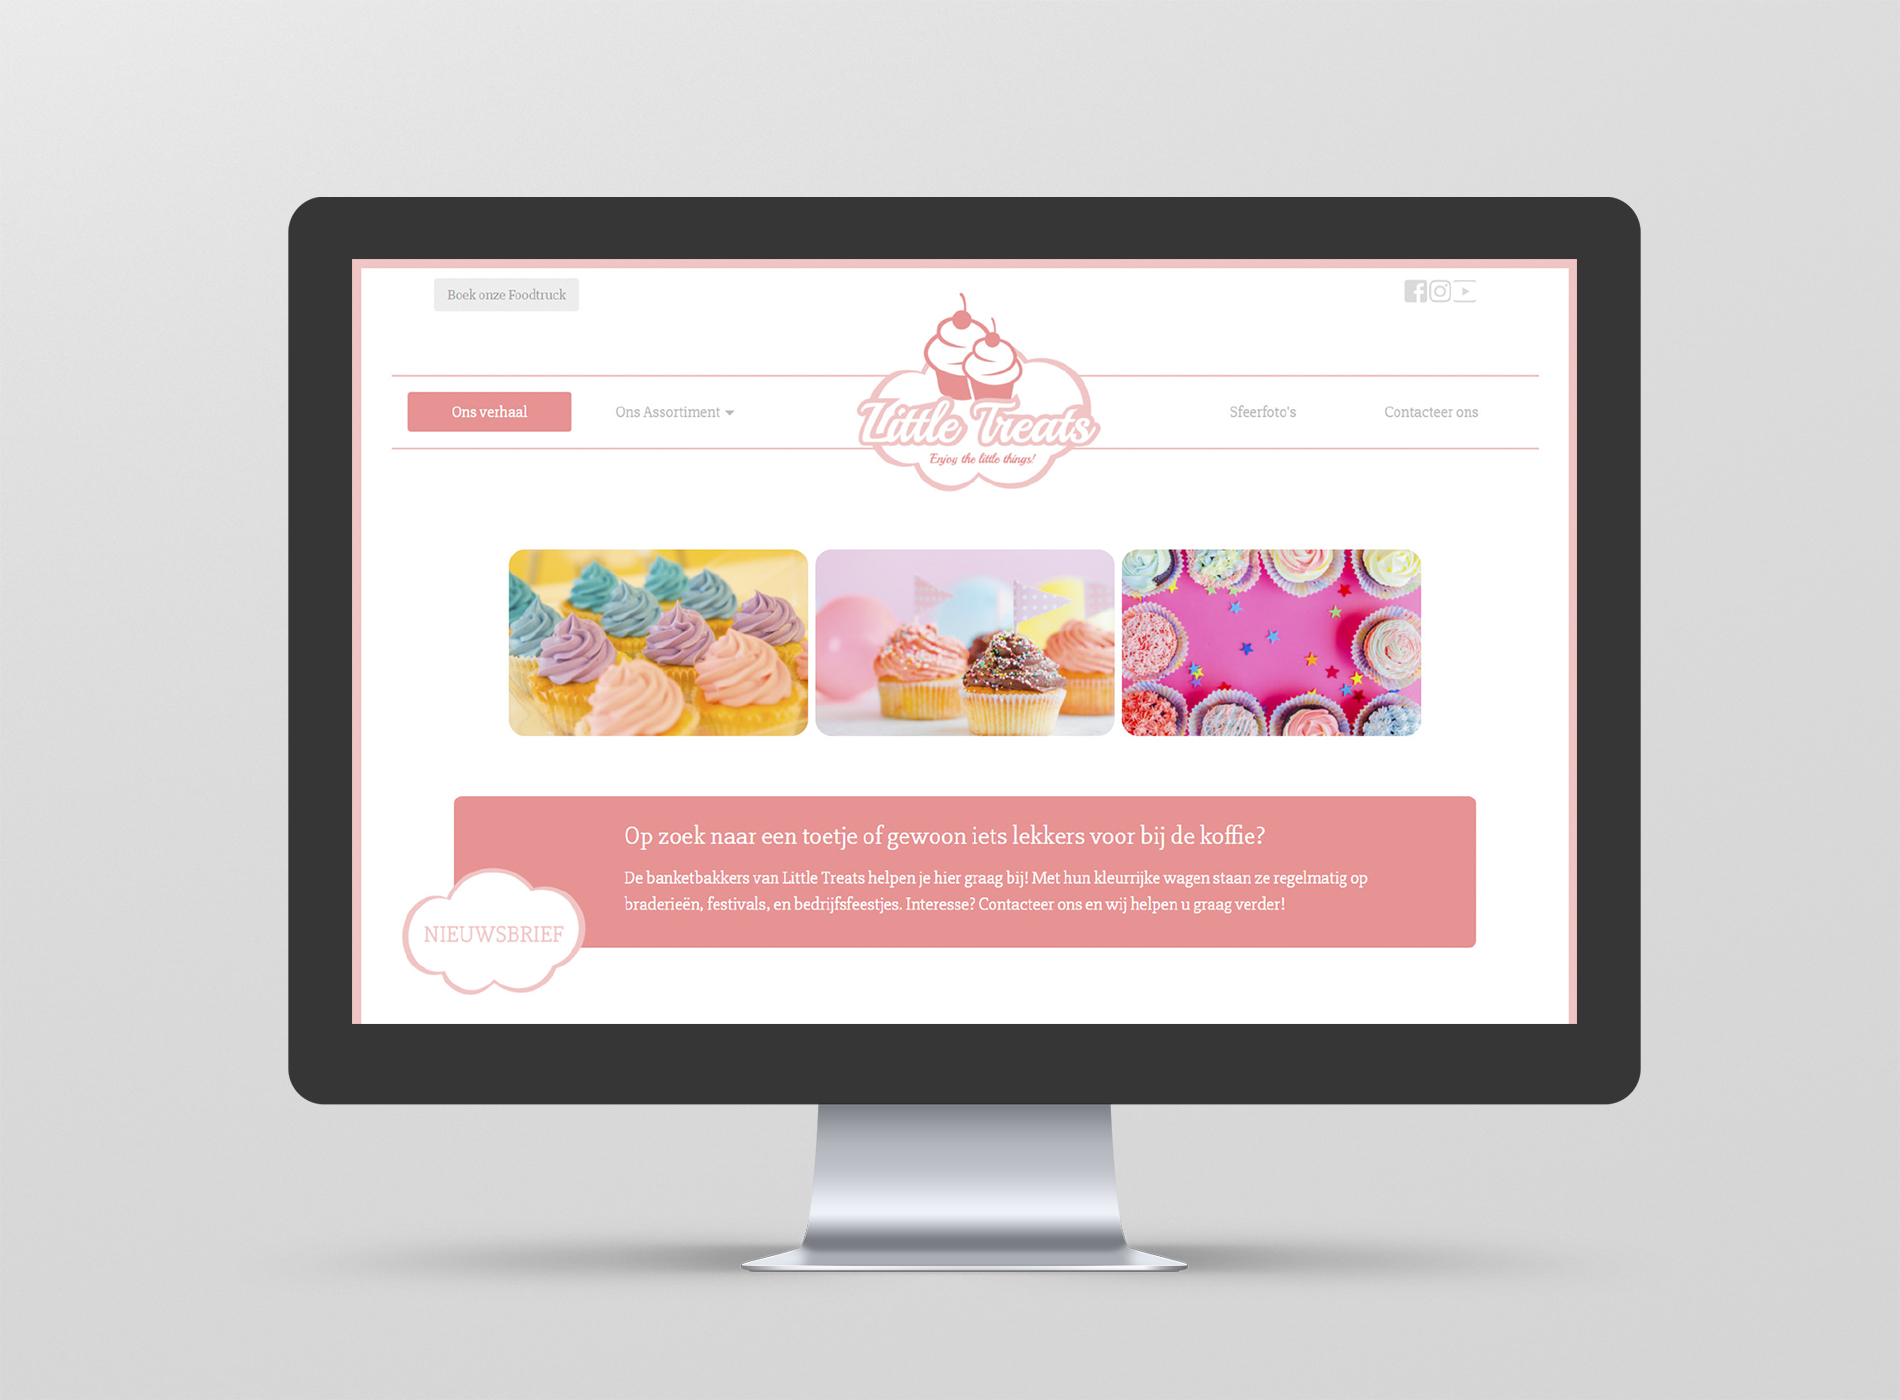 Boek onze Foodtruck
Ons verhaal
Ons Assortiment
Little Treats
Enjoy the little things!
Sfeerfoto's
Contacteer ons
Op zoek naar een toetje of gewoon iets lekkers voor bij de koffie?
De banketbakkers van Little Treats helpen je hier graag bij! Met hun kleurrijke wagen staan ze regelmatig op
braderieën, festivals, en bedrijfsfeestjes. Interesse? Contacteer ons en wij helpen u graag verder!
NIEUWSBRIEF